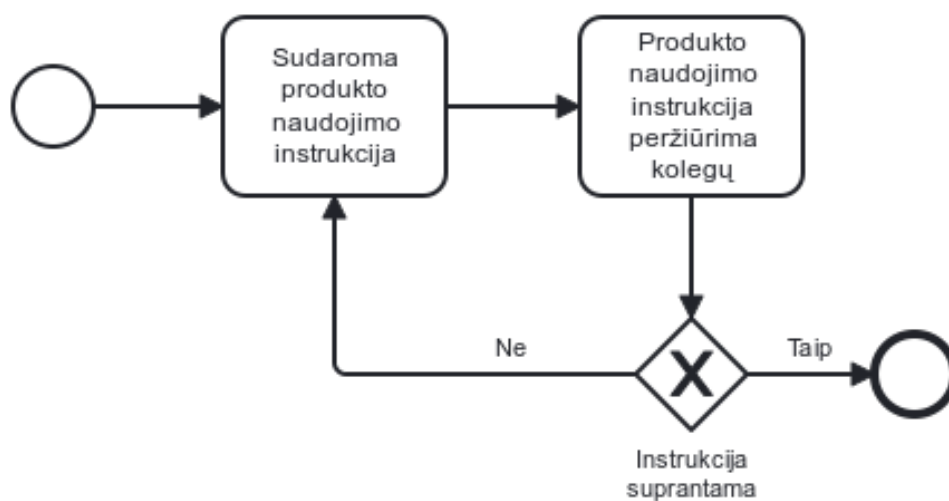 Sudaroma
produkto
naudojimo
instrukcija
Produkto
naudojimo
instrukcija
peržiūrima
kolegų
Ne
Taip
Instrukcija
suprantama